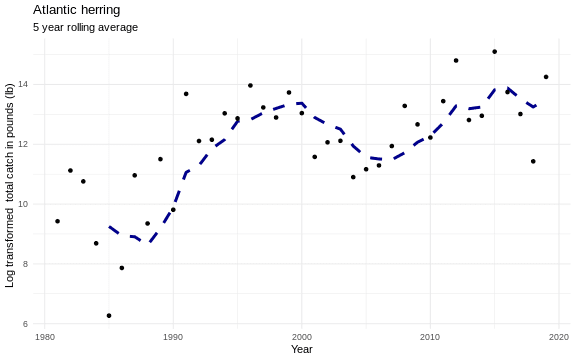 Atlantic herring
5 year rolling average
Log transformed  total catch in pounds (lb)
14
12
10
8
6
1980
1990
2000
2010
2020
Year